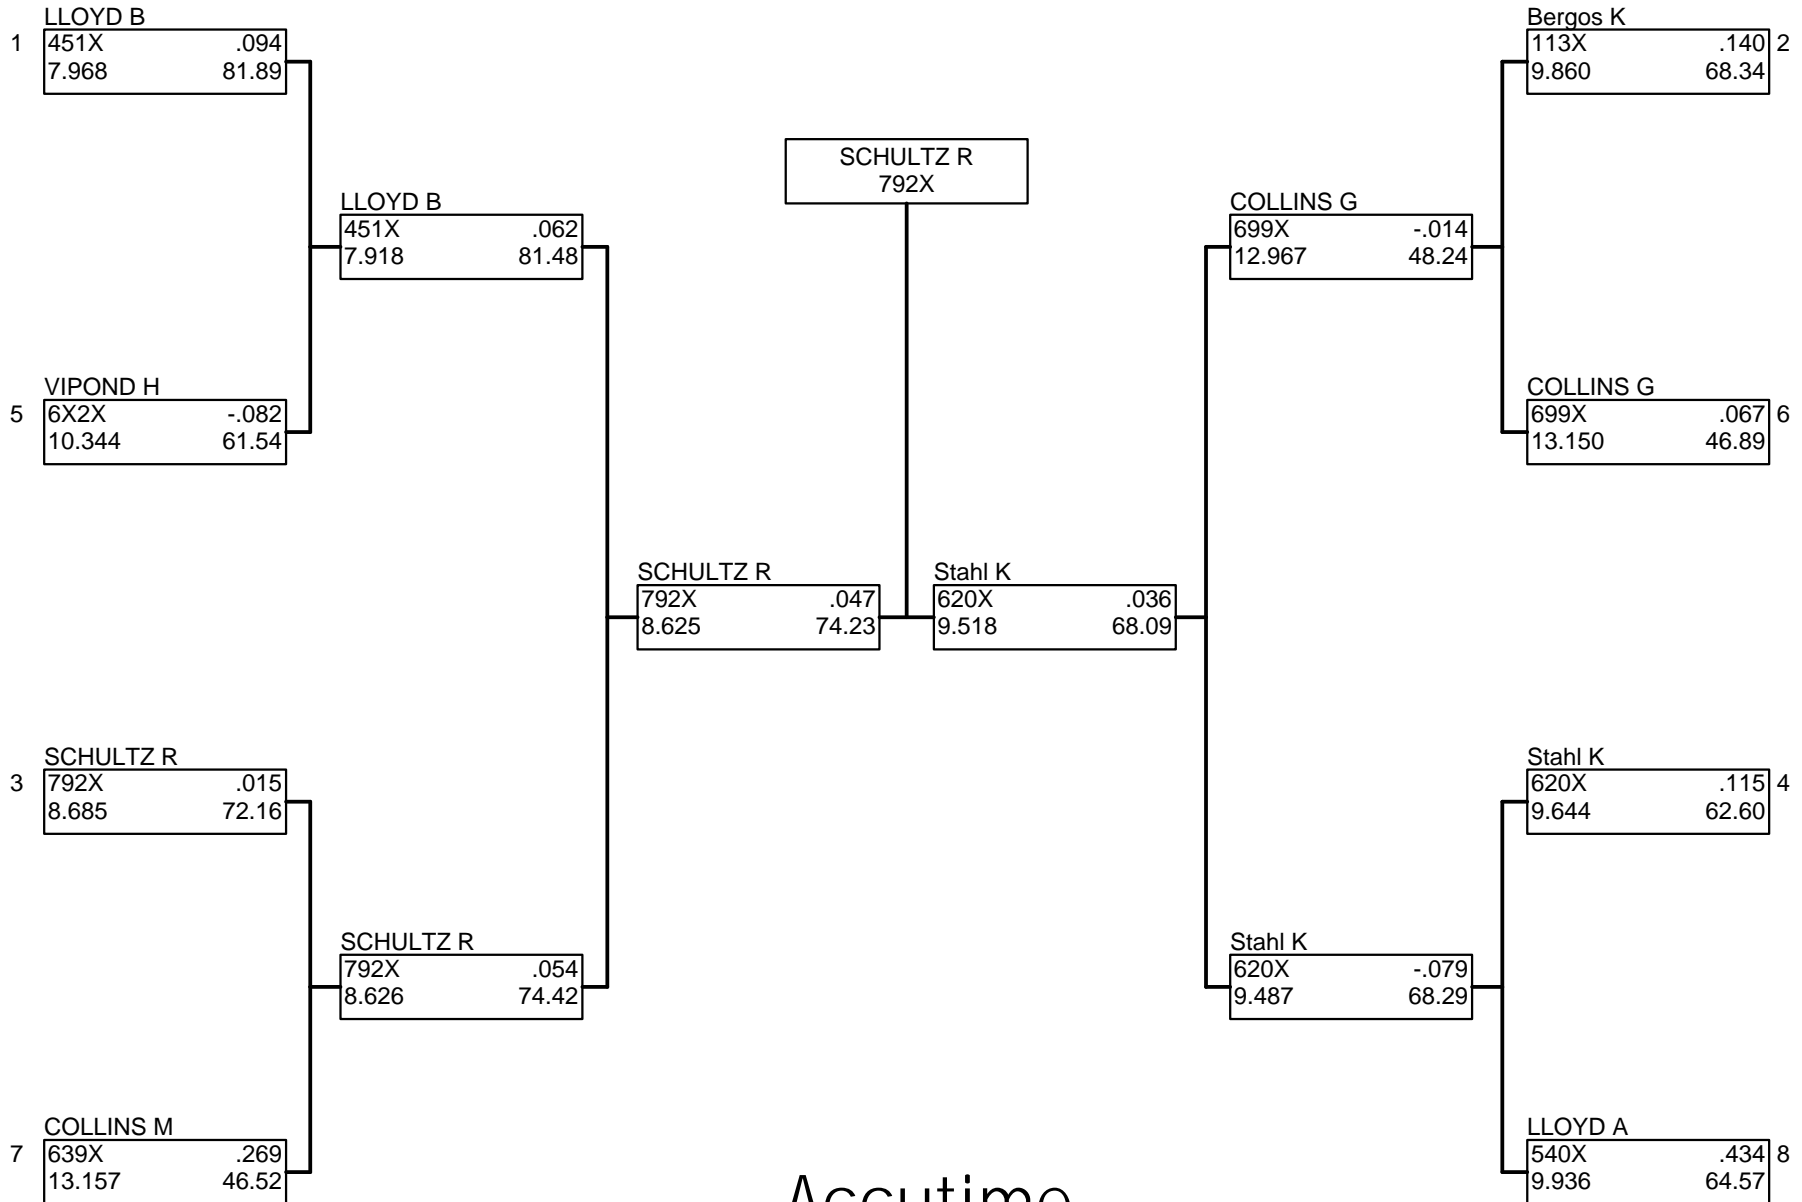 LLOYD B
1 451X .094
7.968 81.89
VIPOND H
5 6X2X -.082
10.344 61.54
SCHULTZ R
3 792X .015
8.685 72.16
COLLINS M
7 639X .269
13.157 46.52
LLOYD B
451X .062
7.918 81.48
SCHULTZ R
792X .054
8.626 74.42
SCHULTZ R
792X .047
8.625 74.23
SCHULTZ R
792X
Stahl K
620X .036
9.518 68.09
COLLINS G
699X -.014
12.967 48.24
Stahl K
620X -.079
9.487 68.29
Bergos K
113X .140 2
9.860 68.34
COLLINS G
699X .067 6
13.150 46.89
Stahl K
620X .115 4
9.644 62.60
LLOYD A
540X .434 8
9.936 64.57
Accutime